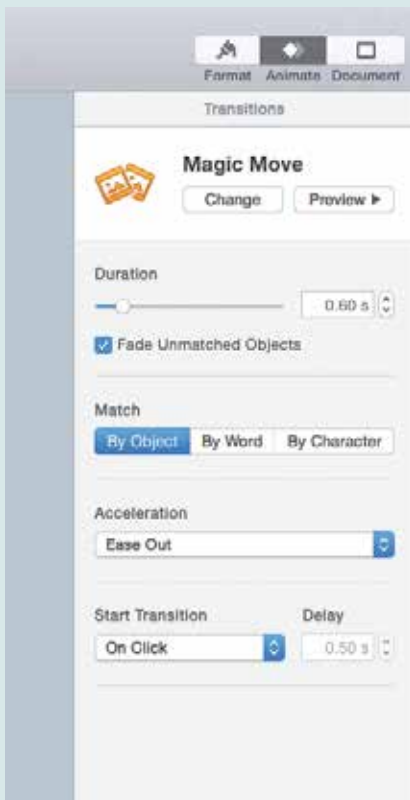 Format Animate Document
Transitions
Magic Move
Change Preview
Duration
0.60 s
Fade Unmatched Objects
Match
By Object By Word By Character
Acceleration
Ease Out
Start Transition Delay
On Click 0.50 s